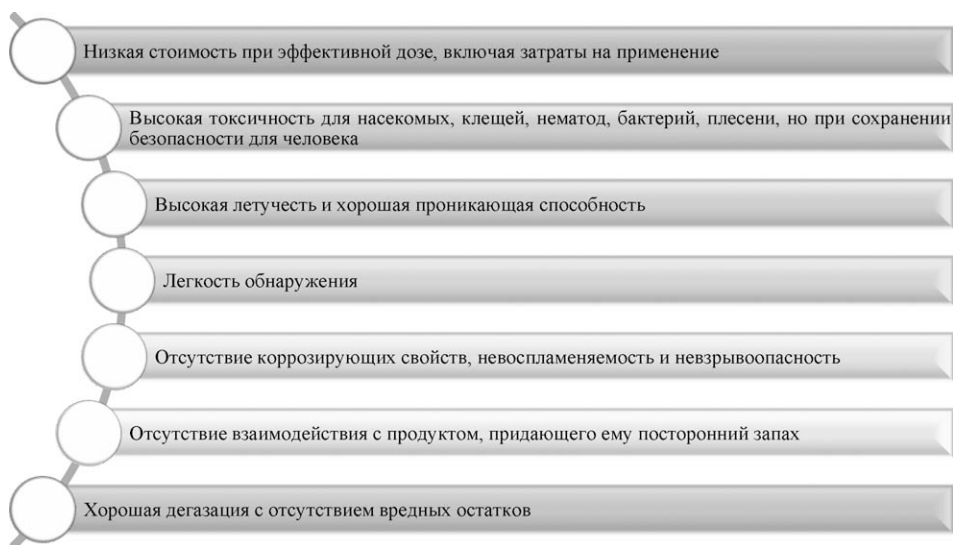 Низкая стоимость при эффективной дозе, включая затраты на применение
Высокая токсичность для насекомых, клещей, нематод, бактерий, плесени, но при сохранении
безопасности для человека
Высокая летучесть и хорошая проникающая способность
Легкость обнаружения
Отсутствие коррозирующих свойств, невоспламеняемость и невзрывоопасность
Отсутствие взаимодействия с продуктом, придающего ему посторонний запах
Хорошая дегазация с отсутствием вредных остатков